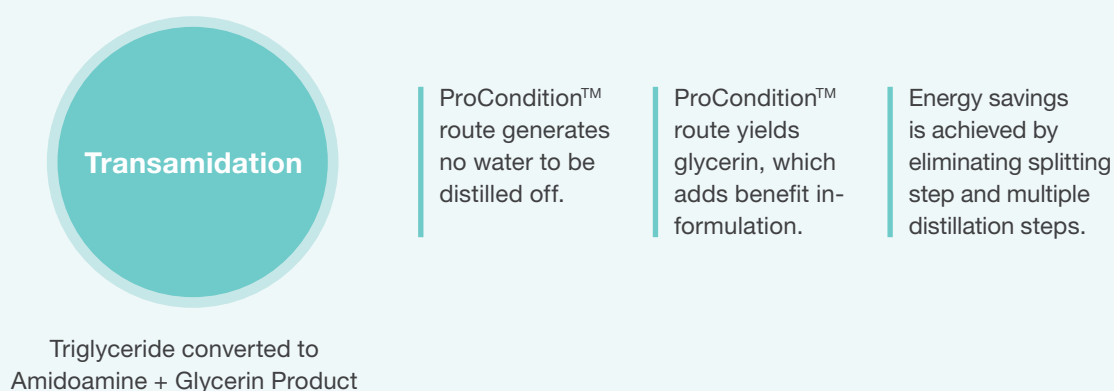 Transamidation
Triglyceride converted to
Amidoamine + Glycerin Product
ProCondition™
route generates
no water to be
distilled off.
ProCondition™
route yields
glycerin, which
adds benefit in-
formulation.
Energy savings
is achieved by
eliminating splitting
step and multiple
distillation steps.